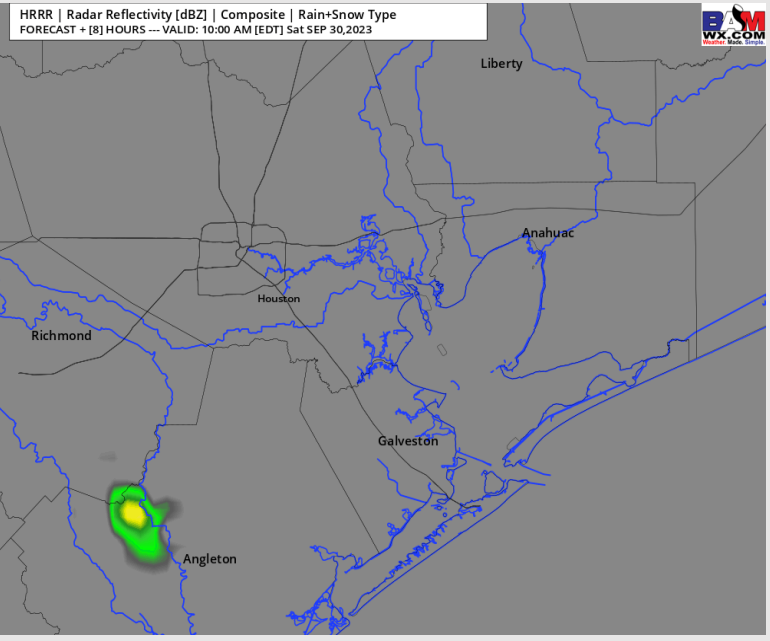 HRRR | Radar Reflectivity [dBZ] | Composite | Rain+Snow Type
FORECAST + [8] HOURS --- VALID: 10:00 AM [EDT] Sat SEP 30,2023
BAM
WX.COM
Weather. Made. Simple.
Liberty
Anahuac
Houston
Richmond
Galveston
Angleton